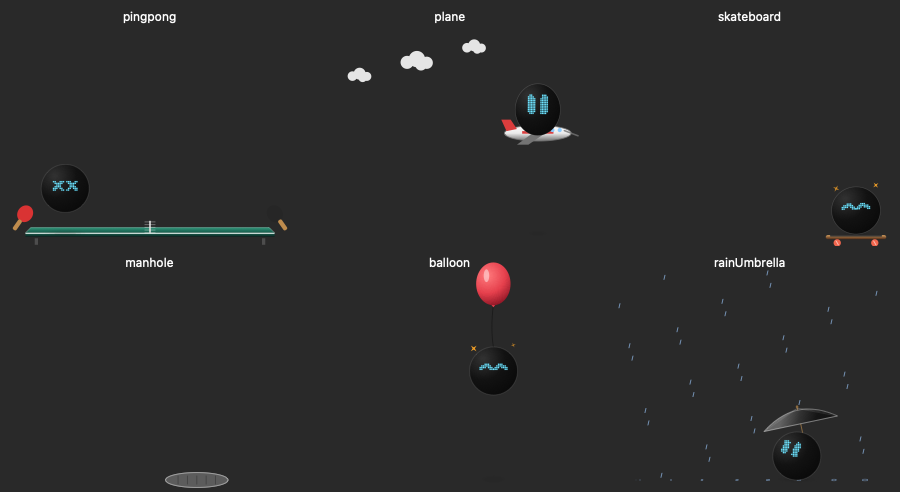 pingpong
plane
skateboard
manhole
balloon
rainUmbrella